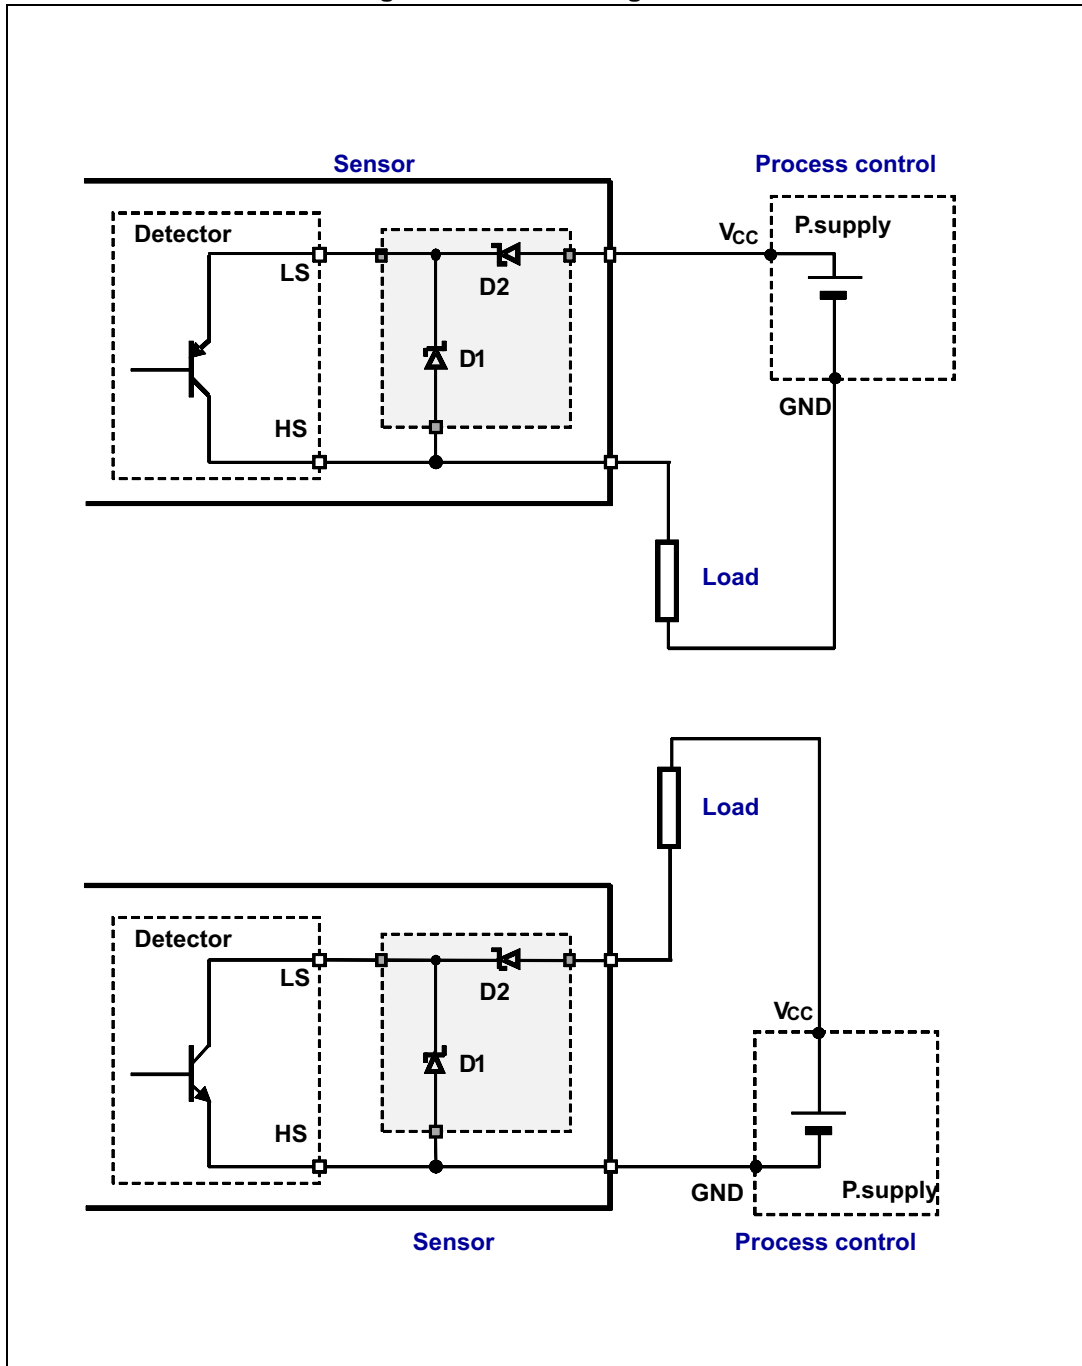 Sensor
Process control
Detector
LS
D2
D1
HS
VCC
P.supply
GND
Load
Load
Detector
LS
D2
D1
HS
VCC
GND
P.supply
Sensor
Process control